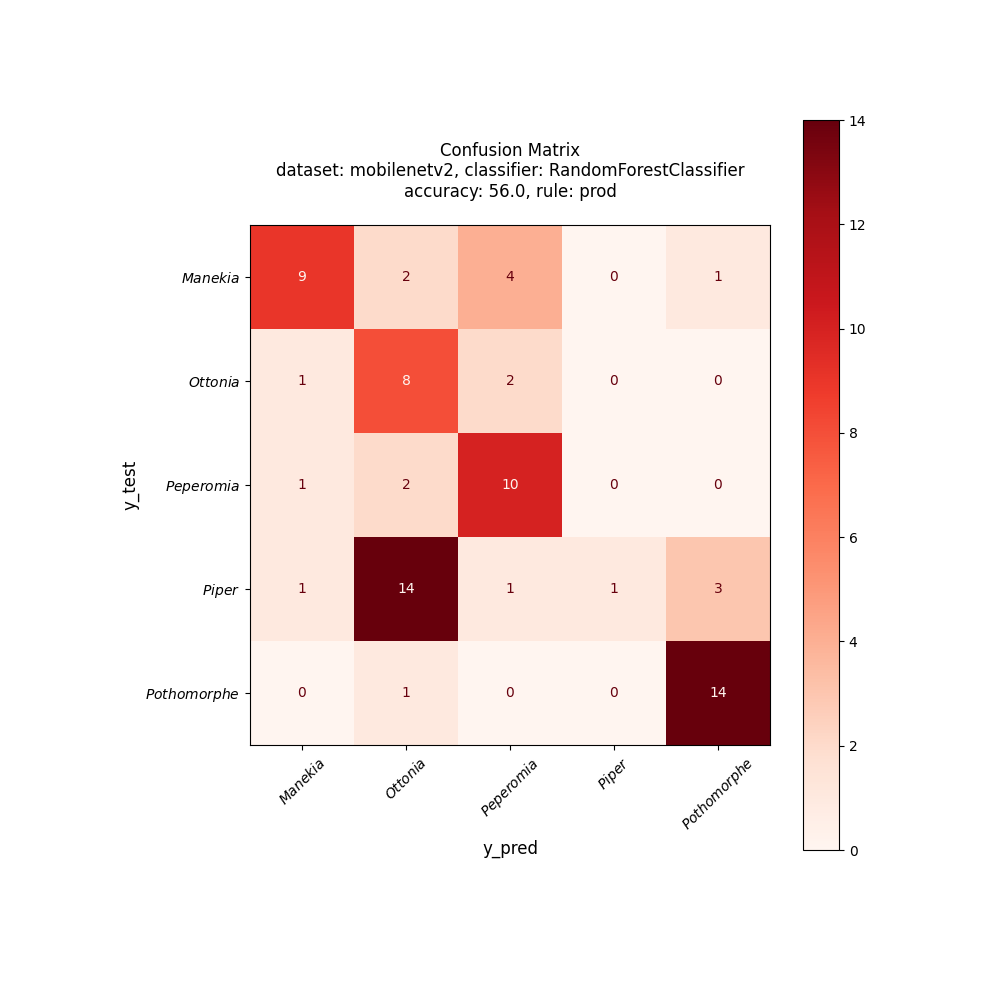 Confusion Matrix
dataset: mobilenetv2, classifier: RandomForestClassifier
accuracy: 56.0, rule: prod
Manekia 9 2 4 0 1
Ottonia 1 8 2 0 0
Peperomia 1 2 10 0 0
Piper 1 14 1 1 3
Pothomorphe 0 1 0 0 14
Manekia Ottonia Peperomia Piper Pothomorphe
y_pred
y_test
14
12
10
8
6
4
2
0